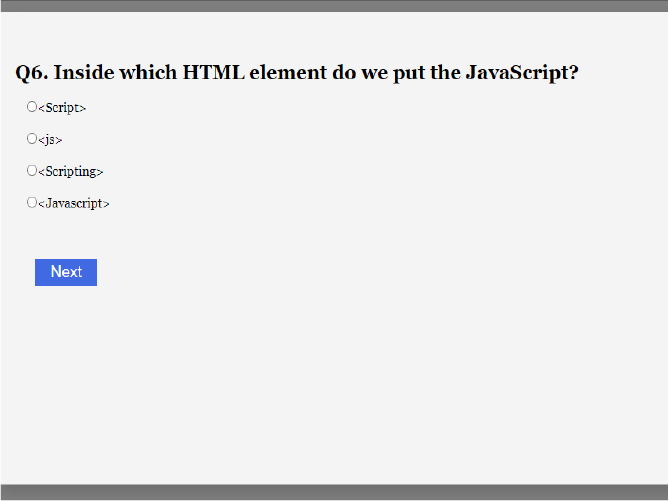 Q6. Inside which HTML element do we put the JavaScript?
<Script>
<js>
<Scripting>
<Javascript>
Next